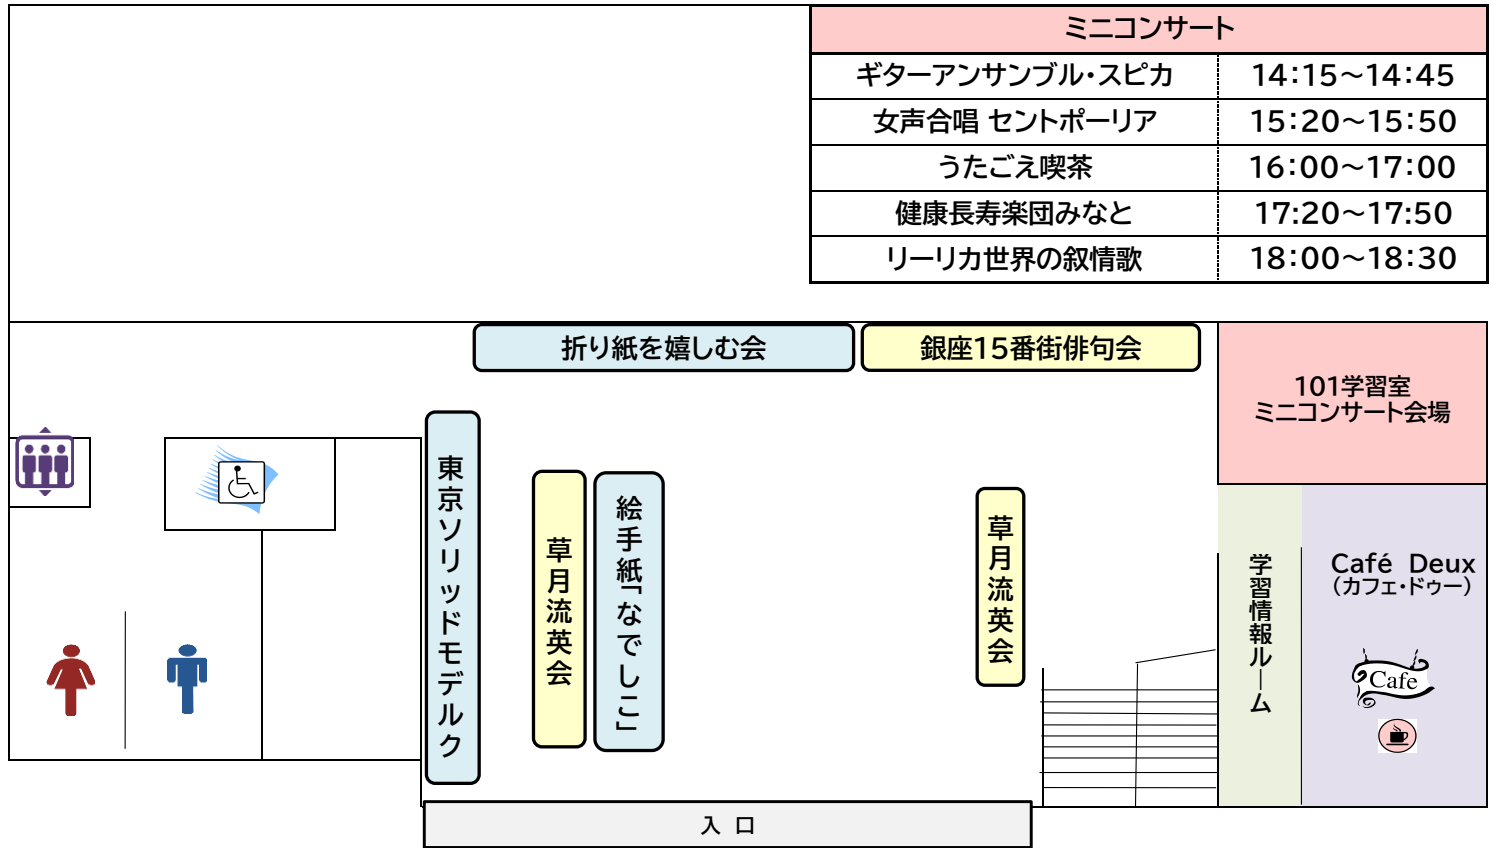 ミニコンサート
ギターアンサンブル・スピカ 14:15～14:45
女声合唱 セントポーリア 15:20～15:50
うたごえ喫茶 16:00～17:00
健康長寿楽団みなと 17:20～17:50
リーリカ世界の叙情歌 18:00～18:30
折り紙を嬉しむ会
銀座15番街俳句会
101学習室
ミニコンサート会場
東京ソリッドモデルク
草月流英会
絵手紙「なでしこ」
草月流英会
学習情報ルーム
Café Deux
（カフェ・ドゥー）
Cafe
入 口